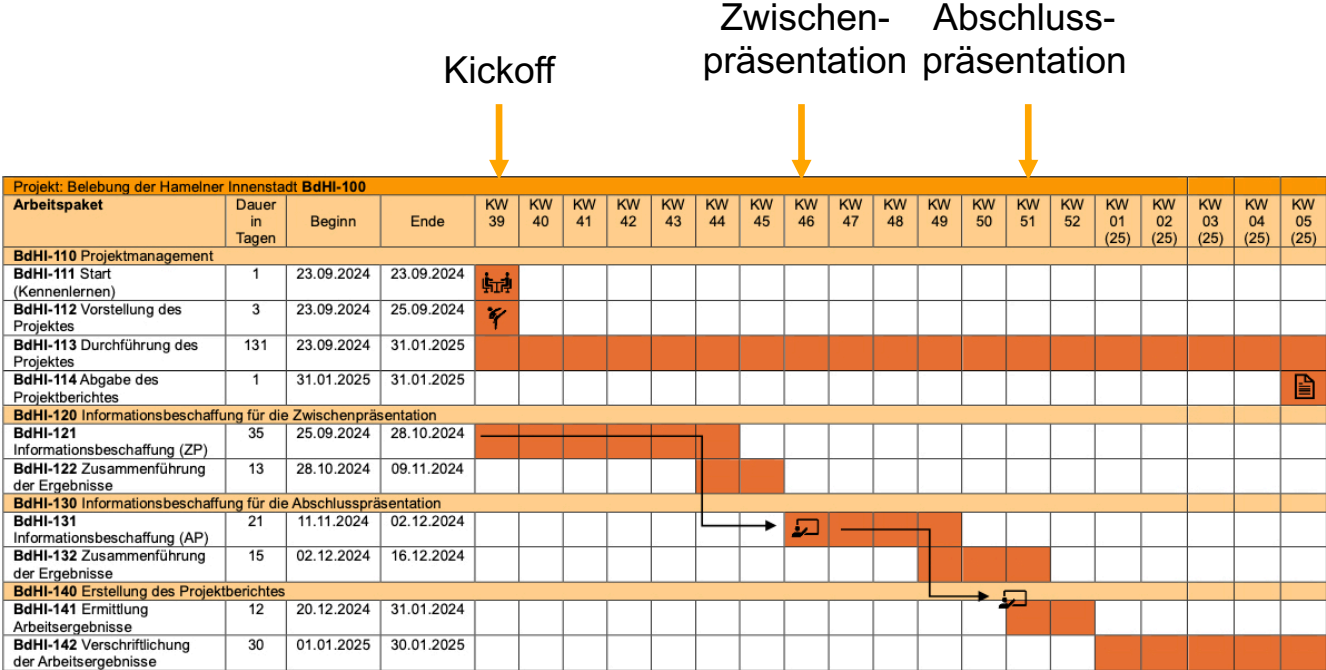 Kickoff
Zwischen-
präsentation
Abschluss-
präsentation
Projekt: Belebung der Hamelner Innenstadt BdHI-100
Arbeitspaket
Dauer
in
Tagen
Beginn
Ende
KW
39
KW
40
KW
41
KW
42
KW
43
KW
44
KW
45
KW
46
KW
47
KW
48
KW
49
KW
50
KW
51
KW
52
KW
01
(25)
KW
02
(25)
KW
03
(25)
KW
04
(25)
KW
05
(25)
BdHI-110 Projektmanagement
BdHI-111 Start 1 23.09.2024 23.09.2024
(Kennenlernen)
BdHI-112 Vorstellung des 3 23.09.2024 25.09.2024
Projektes
BdHI-113 Durchführung des 131 23.09.2024 31.01.2025
Projektes
BdHI-114 Abgabe des 1 31.01.2025 31.01.2025
Projektberichtes
BdHI-120 Informationsbeschaffung für die Zwischenpräsentation
BdHI-121 35 25.09.2024 28.10.2024
Informationsbeschaffung (ZP)
BdHI-122 Zusammenführung 13 28.10.2024 09.11.2024
der Ergebnisse
BdHI-130 Informationsbeschaffung für die Abschlusspräsentation
BdHI-131 21 11.11.2024 02.12.2024
Informationsbeschaffung (AP)
BdHI-132 Zusammenführung 15 02.12.2024 16.12.2024
der Ergebnisse
BdHI-140 Erstellung des Projektberichtes
BdHI-141 Ermittlung 12 20.12.2024 31.01.2024
Arbeitsergebnisse
BdHI-142 Verschriftlichung 30 01.01.2025 30.01.2025
der Arbeitsergebnisse